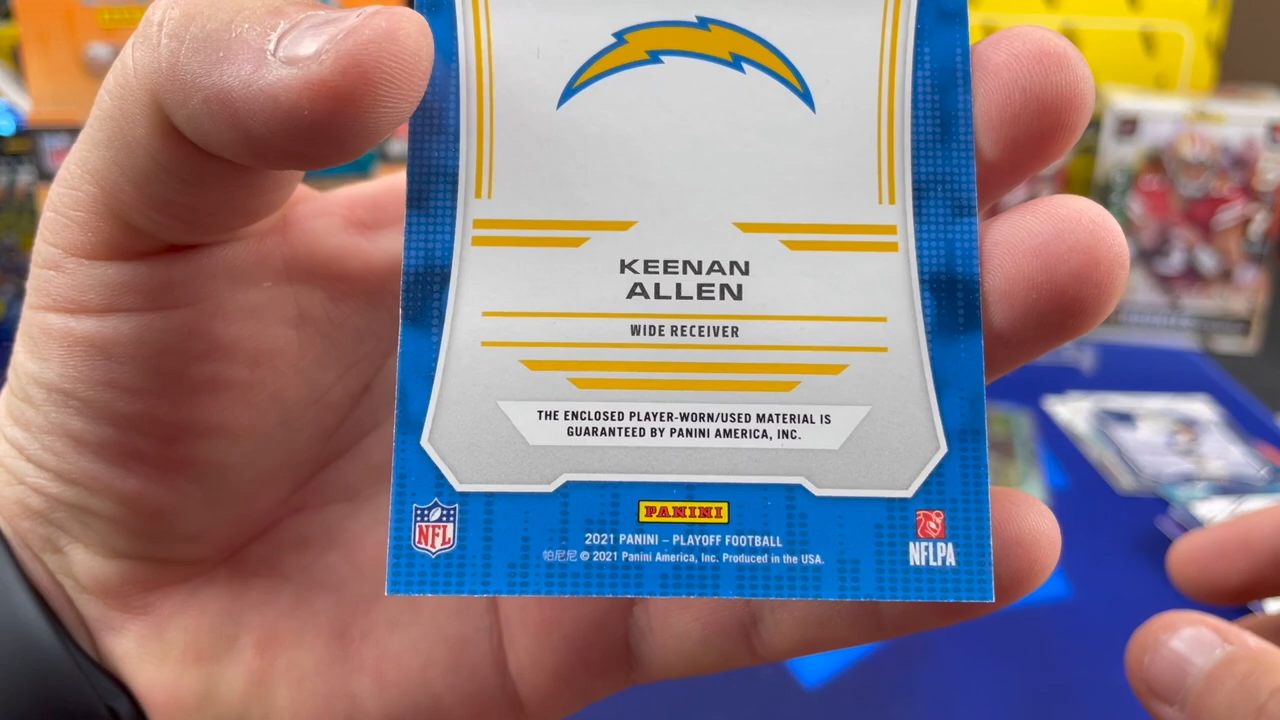 KEENAN
ALLEN
WIDE RECEIVER
THE ENCLOSED PLAYER-WORN/USED MATERIAL IS
GUARANTEED BY PANINI AMERICA, INC.
NFL
PANINI
2021 PANINI – PLAYOFF FOOTBALL
帕尼尼 © 2021 Panini America, Inc. Produced in the USA.
NFLPA